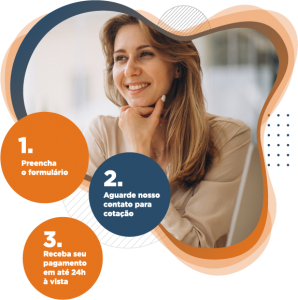 1.
Preencha
o formulário
2.
Aguarde nosso
contato para
cotação
3.
Receba seu
pagamento
em até 24h
à vista